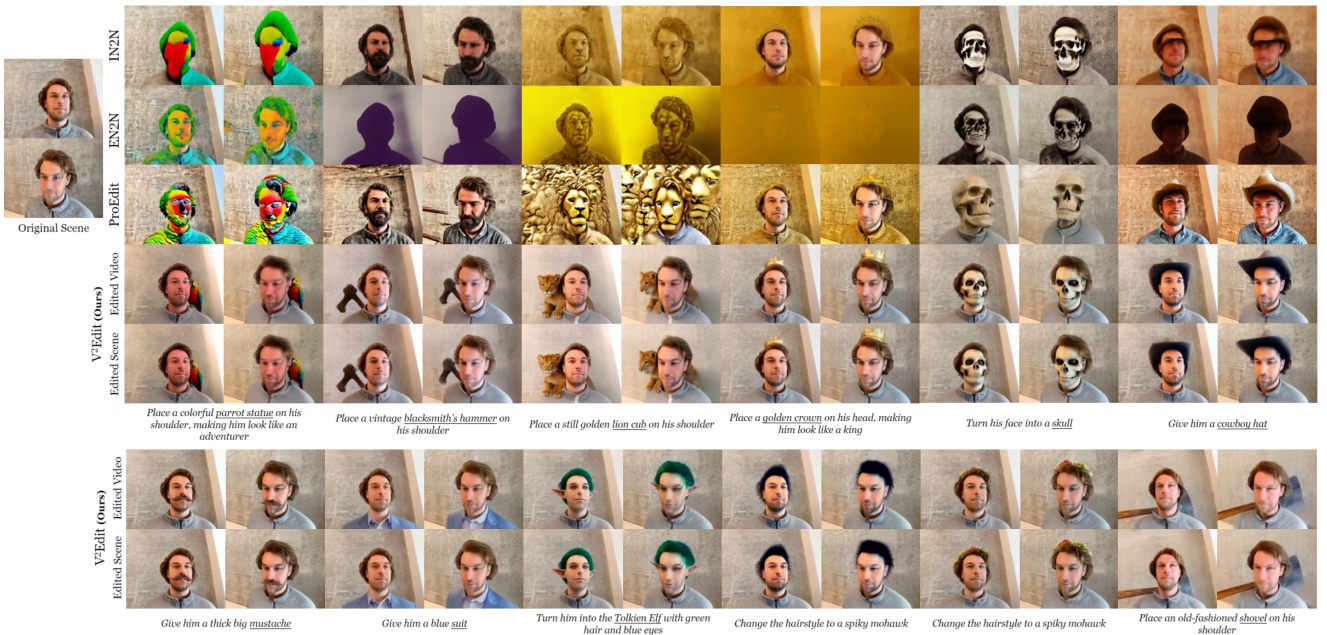 IN2N
EN2N
ProEdit
Original Scene
V²Edit (Ours)
Edited Video
Edited Scene
Place a colorful parrot statue on his
shoulder, making him look like an
adventurer
Place a vintage blacksmith's hammer on
his shoulder
Place a still golden lion cub on his shoulder
Place a golden crown on his head, making
him look like a king
Turn his face into a skull
Give him a cowboy hat
V²Edit (Ours)
Edited Video
Edited Scene
Give him a thick big mustache
Give him a blue suit
Turn him into the Tolkien Elf with green
hair and blue eyes
Change the hairstyle to a spiky mohawk
Change the hairstyle to a spiky mohawk
Place an old-fashioned shovel on his
shoulder